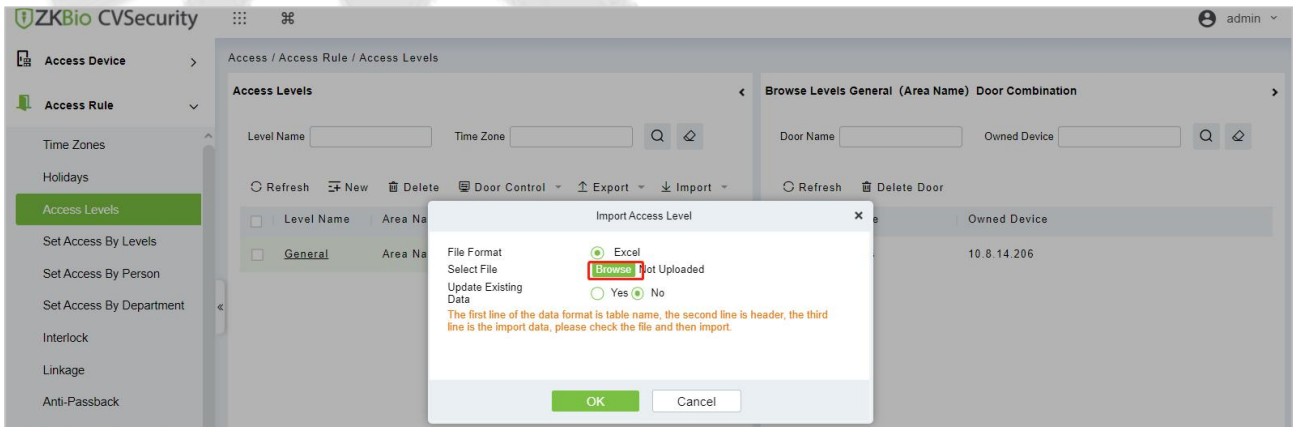 ZKBio CVSecurity
admin
Access Device
Access Rule
Time Zones
Holidays
Access Levels
Set Access By Levels
Set Access By Person
Set Access By Department
Interlock
Linkage
Anti-Passback
Access / Access Rule / Access Levels
Access Levels
Level Name Time Zone
Refresh New Delete Door Control Export Import
Level Name Area Na
General Area Na
Browse Levels General (Area Name) Door Combination
Door Name Owned Device
Refresh Delete Door
Owned Device
10.8.14.206
Import Access Level
File Format Excel
Select File Browse Not Uploaded
Update Existing
Data Yes No
The first line of the data format is table name, the second line is header, the third
line is the import data, please check the file and then import.
OK Cancel